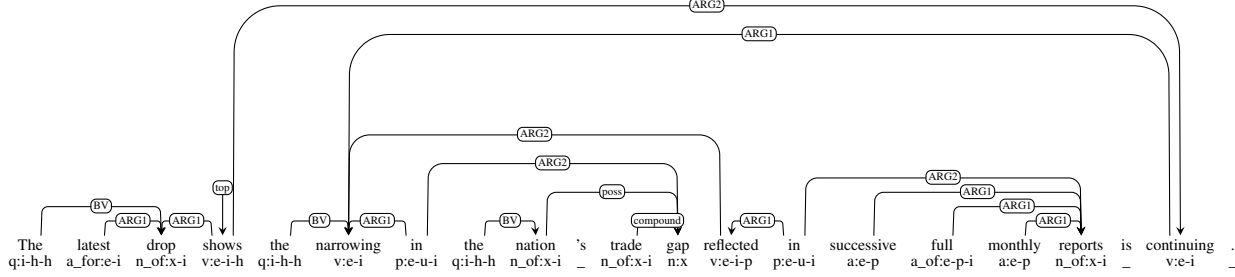 ARG2
ARG1
ARG2
ARG2 ARG2
top poss ARG1
BV ARG1
ARG1 ARG1 BV ARG1 BV compound ARG1 ARG1
The latest drop shows the narrowing in the nation 's trade gap reflected in successive full monthly reports is continuing .
q:i-h-h a_for:e-i n_of:x-i v:e-i-h q:i-h-h v:e-i p:e-u-i q:i-h-h n_of:x-i _ n_of:x-i n:x v:e-i-p p:e-u-i a:e-p a_of:e-p-i a:e-p n_of:x-i _ v:e-i _